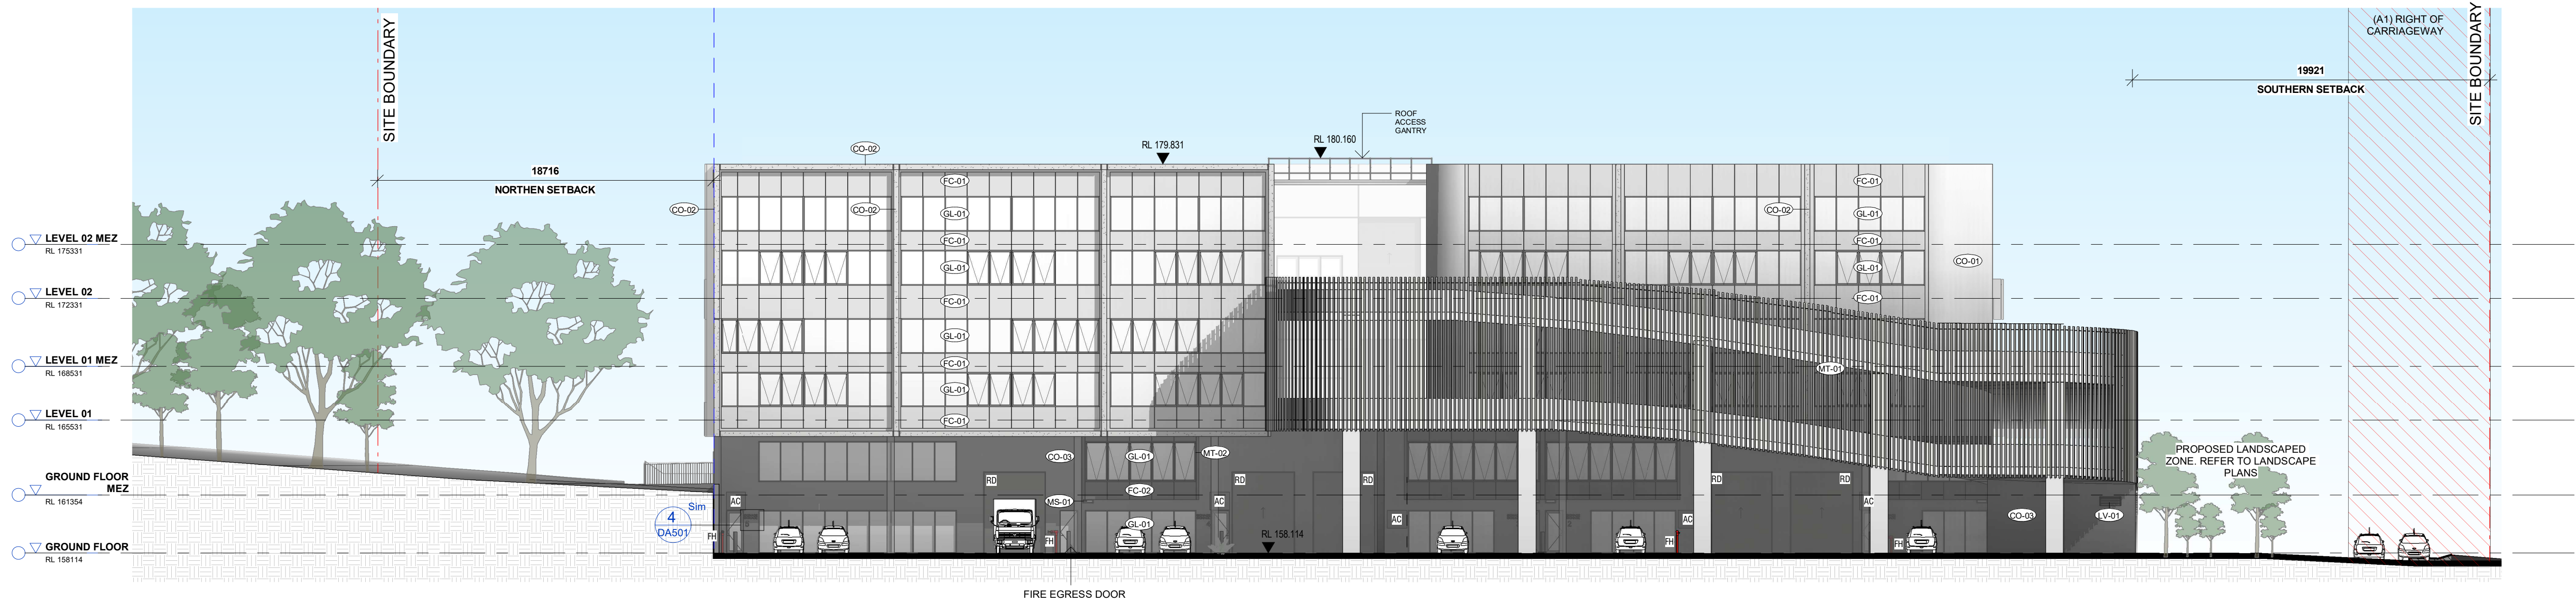 SITE BOUNDARY
(A1) RIGHT OF
CARRIAGEWAY
SITE BOUNDARY
19921
SOUTHERN SETBACK
ROOF
ACCESS
GANTRY
RL 180.160
RL 179.831
CO-02
18716
NORTHEN SETBACK
FC-01
FC-01
CO-02
CO-02
GL-01
CO-02
GL-01
LEVEL 02 MEZ
RL 175331
FC-01
FC-01
CO-01
GL-01
GL-01
LEVEL 02
RL 172331
FC-01
FC-01
GL-01
LEVEL 01 MEZ
RL 168531
FC-01
MT-01
GL-01
LEVEL 01
RL 165531
FC-01
CO-03
GL-01
MT-02
PROPOSED LANDSCAPED
ZONE. REFER TO LANDSCAPE
PLANS
GROUND FLOOR
MEZ
RL 161354
RD
RD
RD
RD
RD
FC-02
AC
MS-01
AC
AC
Sim
4
DA501
GL-01
AC
AC
CO-03
LV-01
FH
FH
RL 158.114
FH
FH
GROUND FLOOR
RL 158114
FIRE EGRESS DOOR